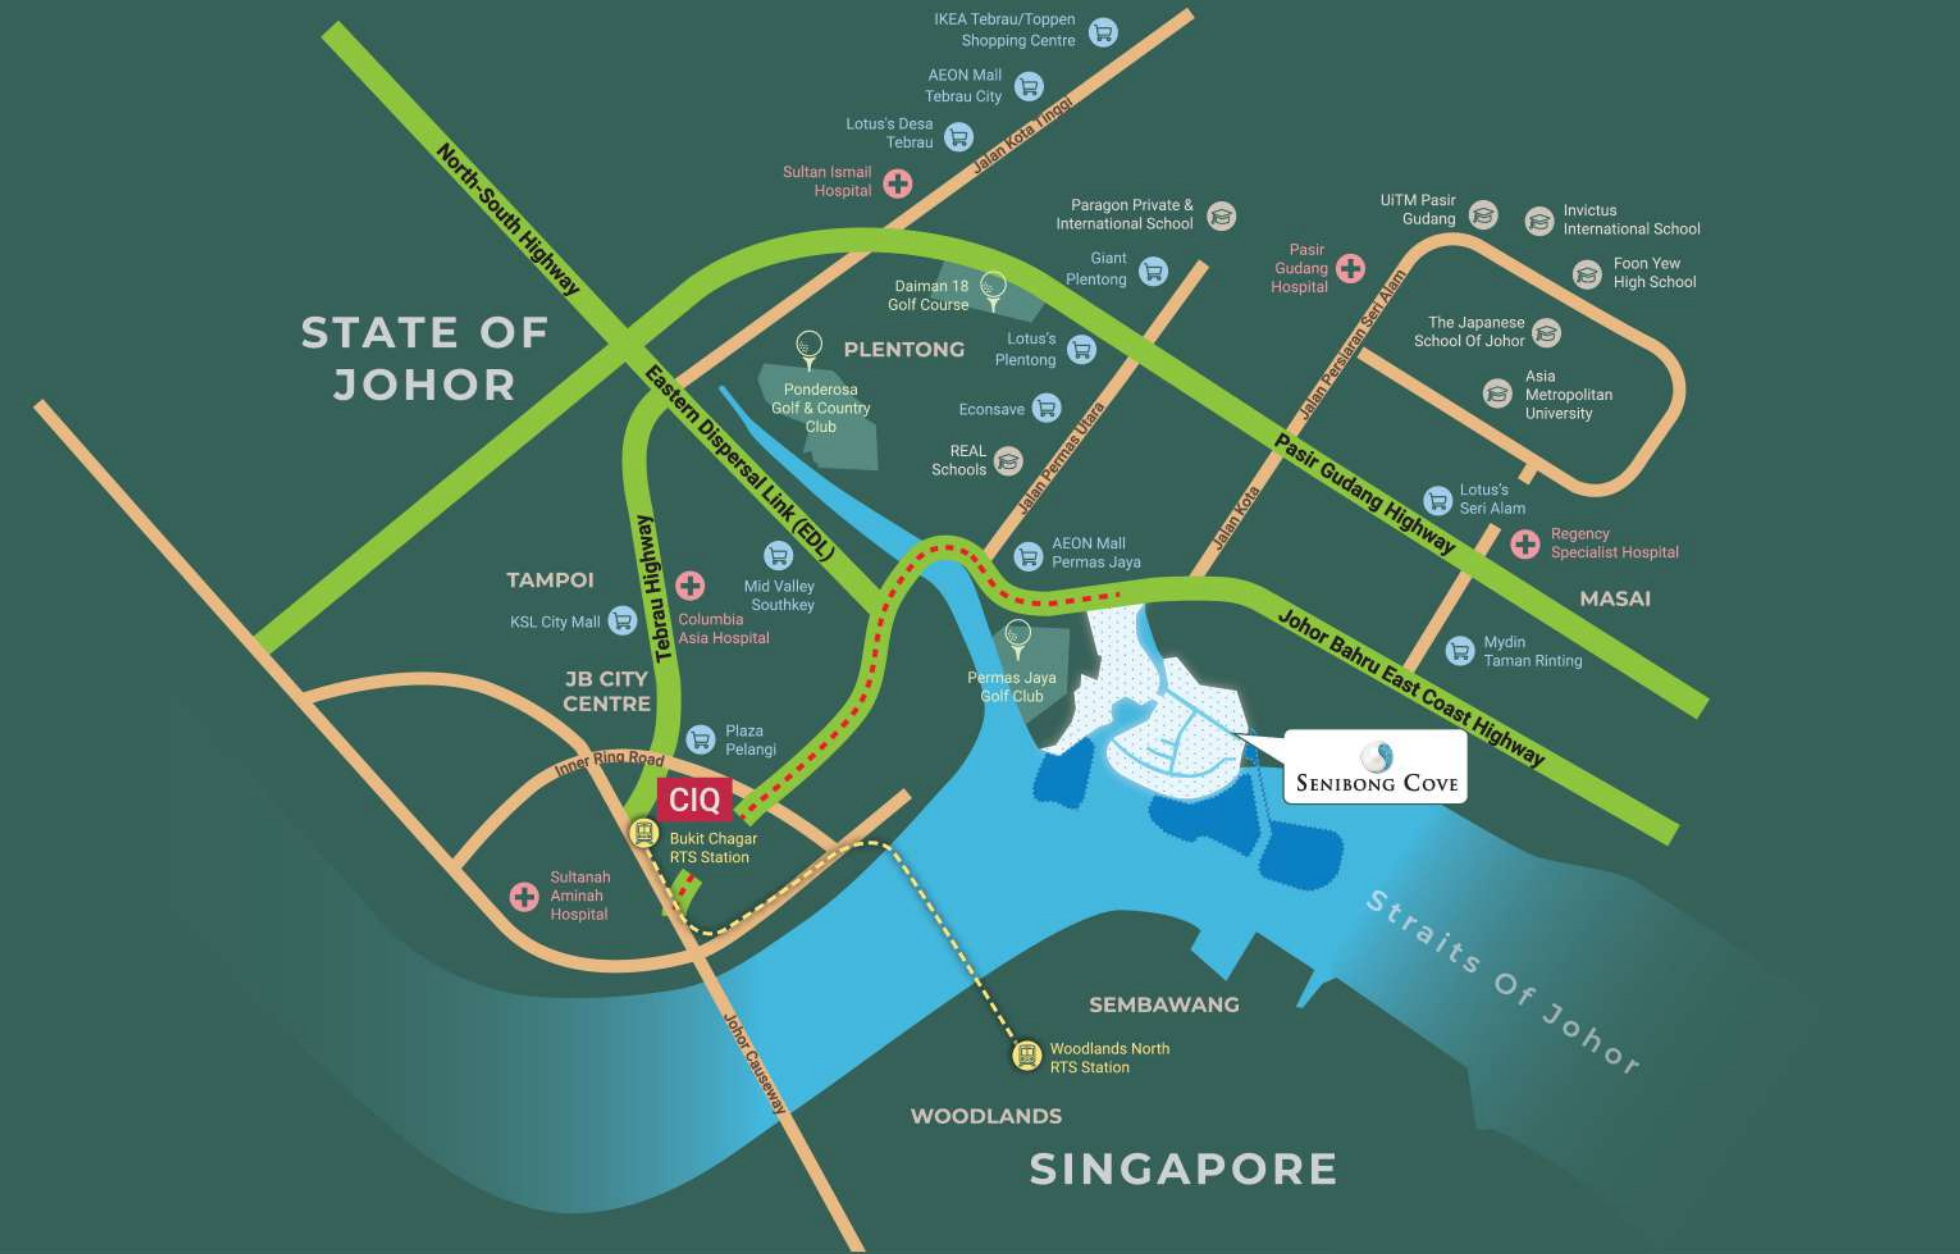 IKEA Tebrau/Toppen
Shopping Centre
AEON Mall
Tebrau City
Lotus's Desa
Tebrau
Jalan Kota Tinggi
Sultan Ismail
Hospital
North-South Highway
Paragon Private &
International School
UiTM Pasir
Gudang
Invictus
International School
Giant
Plentong
Pasir
Gudang
Hospital
Foon Yew
High School
Daiman 18
Golf Course
Jalan Persiaran Seri Alam
STATE OF
JOHOR
PLENTONG
Lotus's
Plentong
The Japanese
School Of Johor
Ponderosa
Golf & Country
Club
Asia
Metropolitan
University
Eastern Dispersal Link (EDL)
Econsave
Jalan Permas Utara
REAL
Schools
Pasir Gudang Highway
Jalan Kota
Lotus's
Seri Alam
Regency
Specialist Hospital
AEON Mall
Permas Jaya
Tebrau Highway
TAMPOI
Mid Valley
Southkey
MASAI
KSL City Mall
Columbia
Asia Hospital
Johor Bahru East Coast Highway
Mydin
Taman Rinting
JB CITY
CENTRE
Permas Jaya
Golf Club
Plaza
Pelangi
Inner Ring Road
SENIBONG COVE
CIQ
Bukit Chagar
RTS Station
Sultanah
Aminah
Hospital
Straits Of Johor
SEMBAWANG
Johor Causeway
Woodlands North
RTS Station
WOODLANDS
SINGAPORE